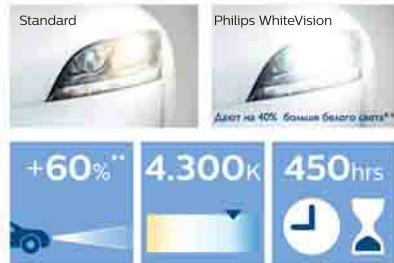 Standard
Philips WhiteVision
Дают на 40% больше белого света**
+60%**
4.300K
450hrs